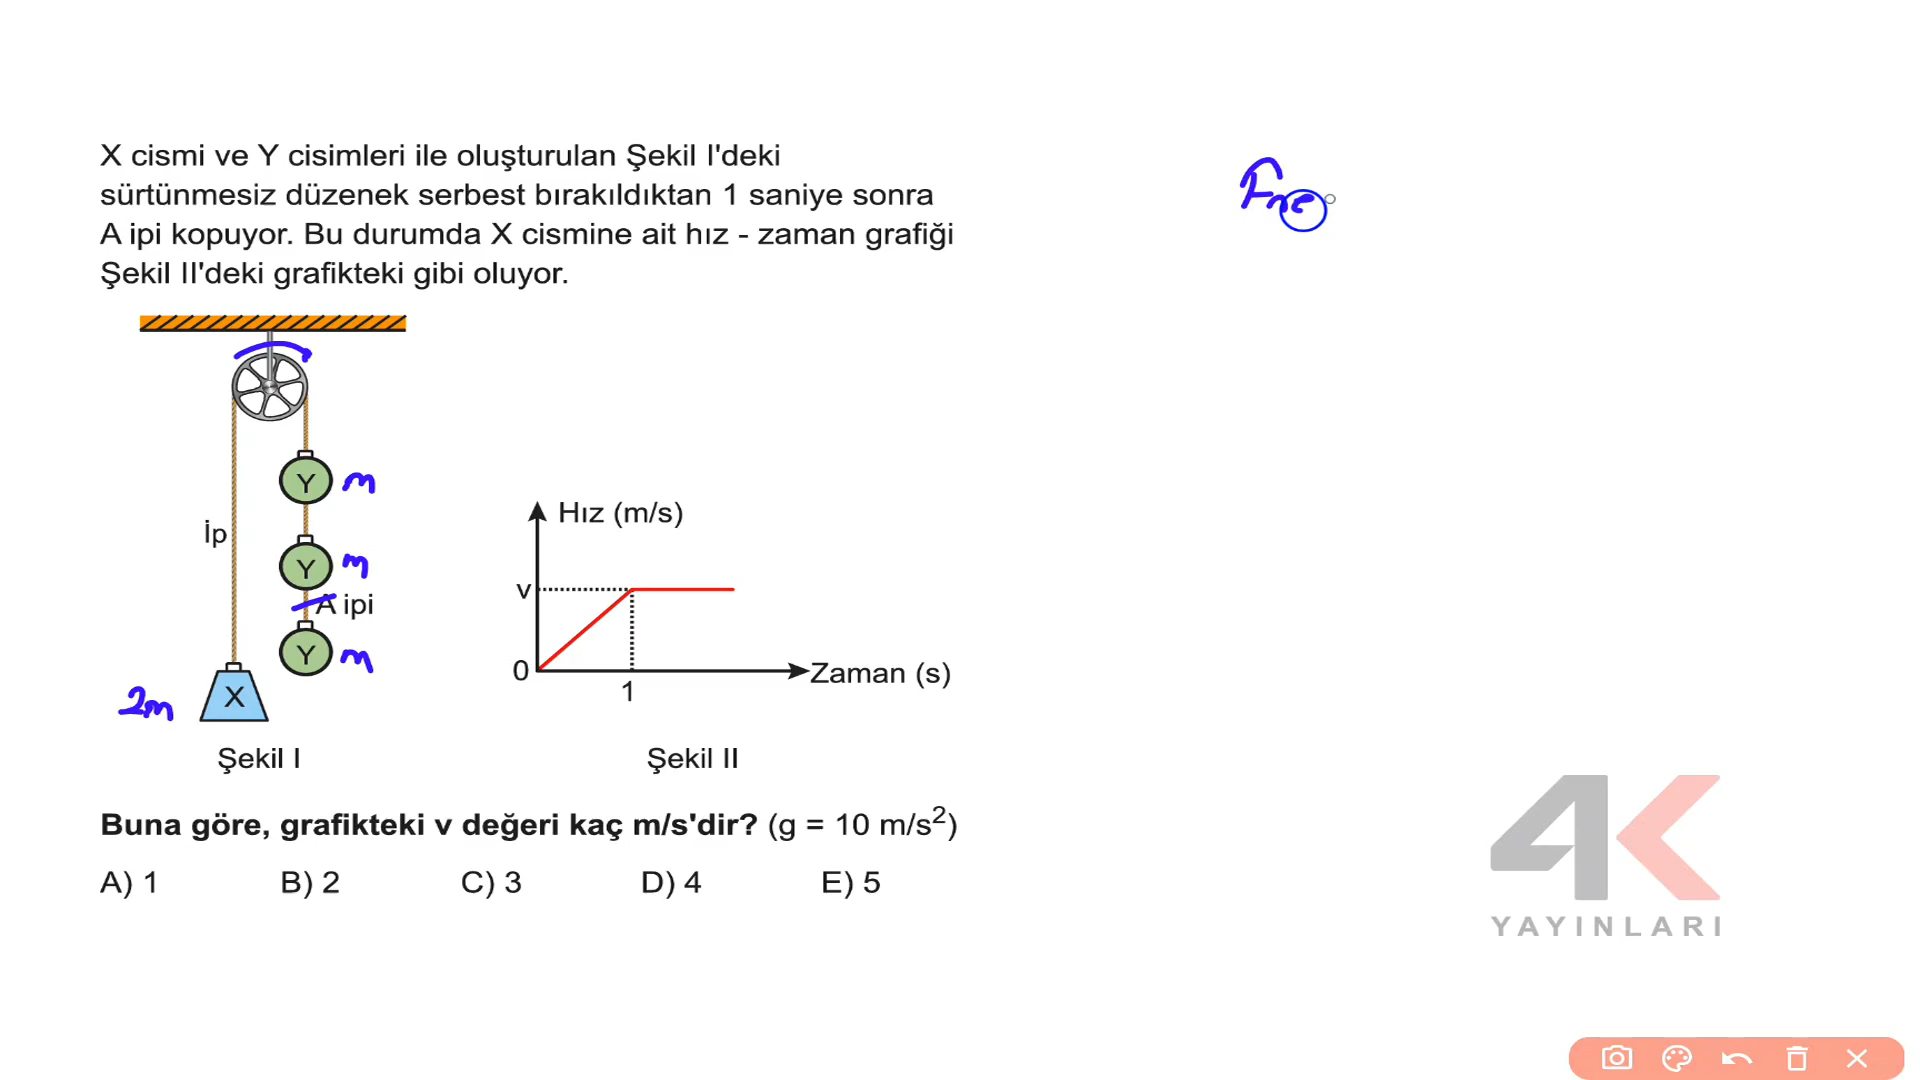 X cismi ve Y cisimleri ile oluşturulan Şekil I'deki
sürtünmesiz düzenek serbest bırakıldıktan 1 saniye sonra
A ipi kopuyor. Bu durumda X cismine ait hız - zaman grafiği
Şekil II'deki grafikteki gibi oluyor.
Fne
Y m
İp
Y m
A ipi
Y m
2m X
Şekil I
Hız (m/s)
v
0
1
Zaman (s)
Şekil II
Buna göre, grafikteki v değeri kaç m/s'dir? (g = 10 m/s²)
A) 1 B) 2 C) 3 D) 4 E) 5
4K
YAYINLARI